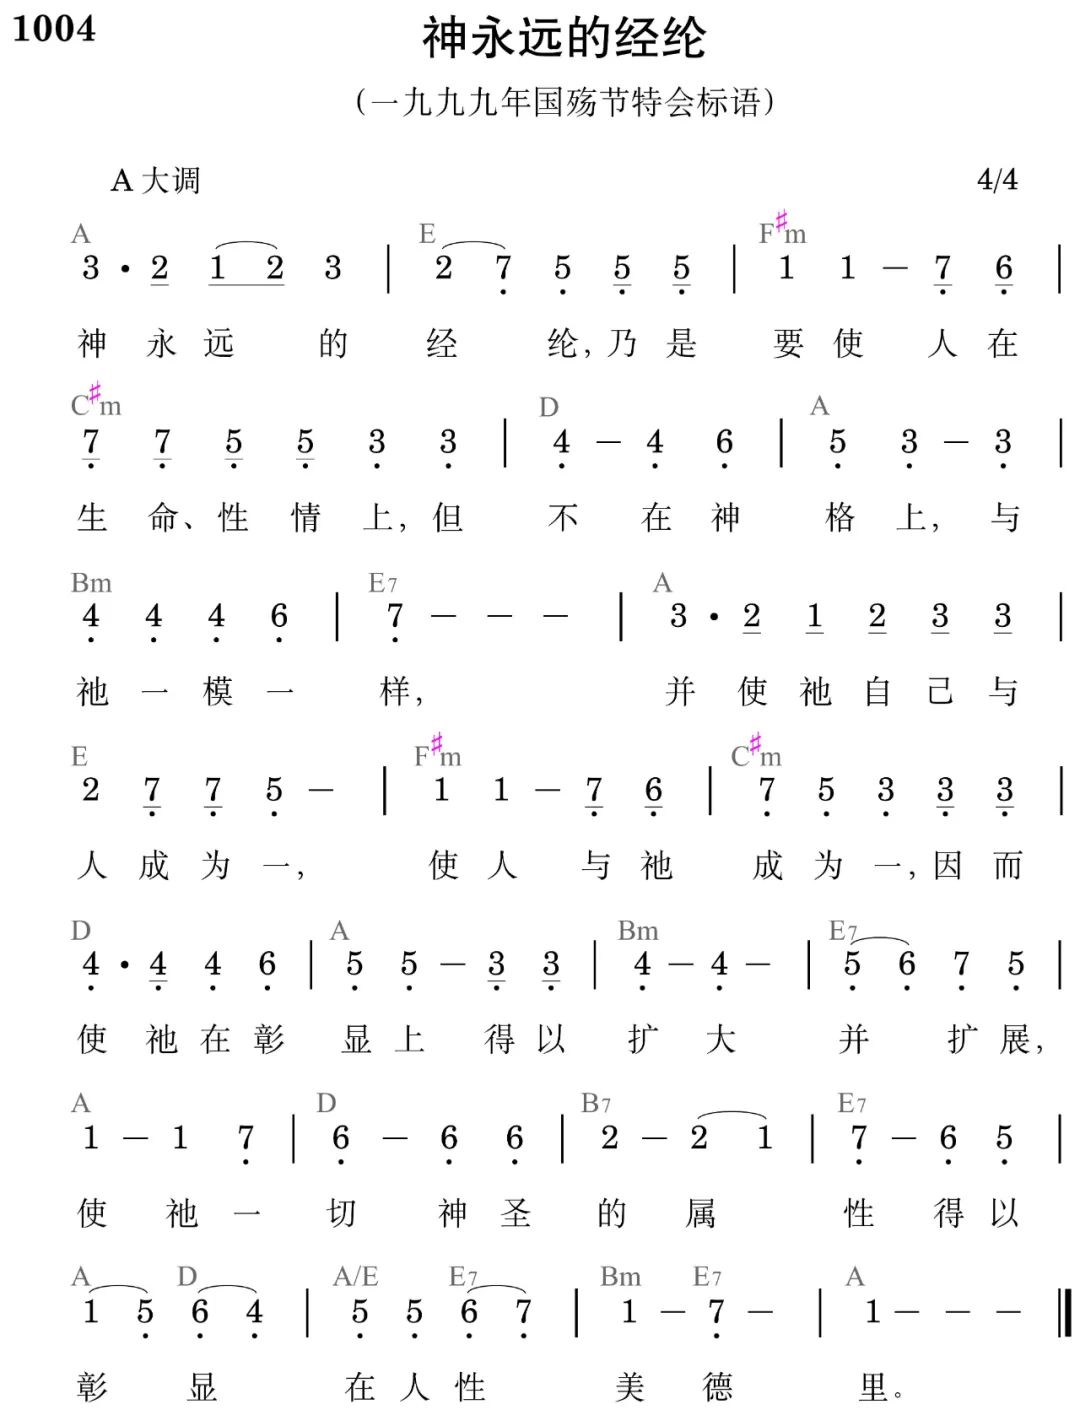 1004
神永远的经纶
（一九九九年国殇节特会标语）
A 大调 4/4
A E F♯m
3 · 2 1 2 3 | 2 7 5 5 5 | 1 1 – 7 6 |
神 永 远 的 经 纶, 乃 是 要 使 人 在
C♯m D A
7 7 5 5 3 3 | 4 – 4 6 | 5 3 – 3 |
生 命、性 情 上, 但 不 在 神 格 上, 与
Bm E7 A
4 4 4 6 | 7 – – – | 3 · 2 1 2 3 3 |
祂 一 模 一 样, 并 使 祂 自 己 与
E F♯m C♯m
2 7 7 5 – | 1 1 – 7 6 | 7 5 3 3 3 |
人 成 为 一, 使 人 与 祂 成 为 一, 因 而
D A Bm E7
4 · 4 4 6 | 5 5 – 3 3 | 4 – 4 – | 5 6 7 5 |
使 祂 在 彰 显 上 得 以 扩 大 并 扩 展,
A D B7 E7
1 – 1 7 | 6 – 6 6 | 2 – 2 1 | 7 – 6 5 |
使 祂 一 切 神 圣 的 属 性 得 以
A D A/E E7 Bm E7 A
1 5 6 4 | 5 5 6 7 | 1 – 7 – | 1 – – – ‖
彰 显 在 人 性 美 德 里。